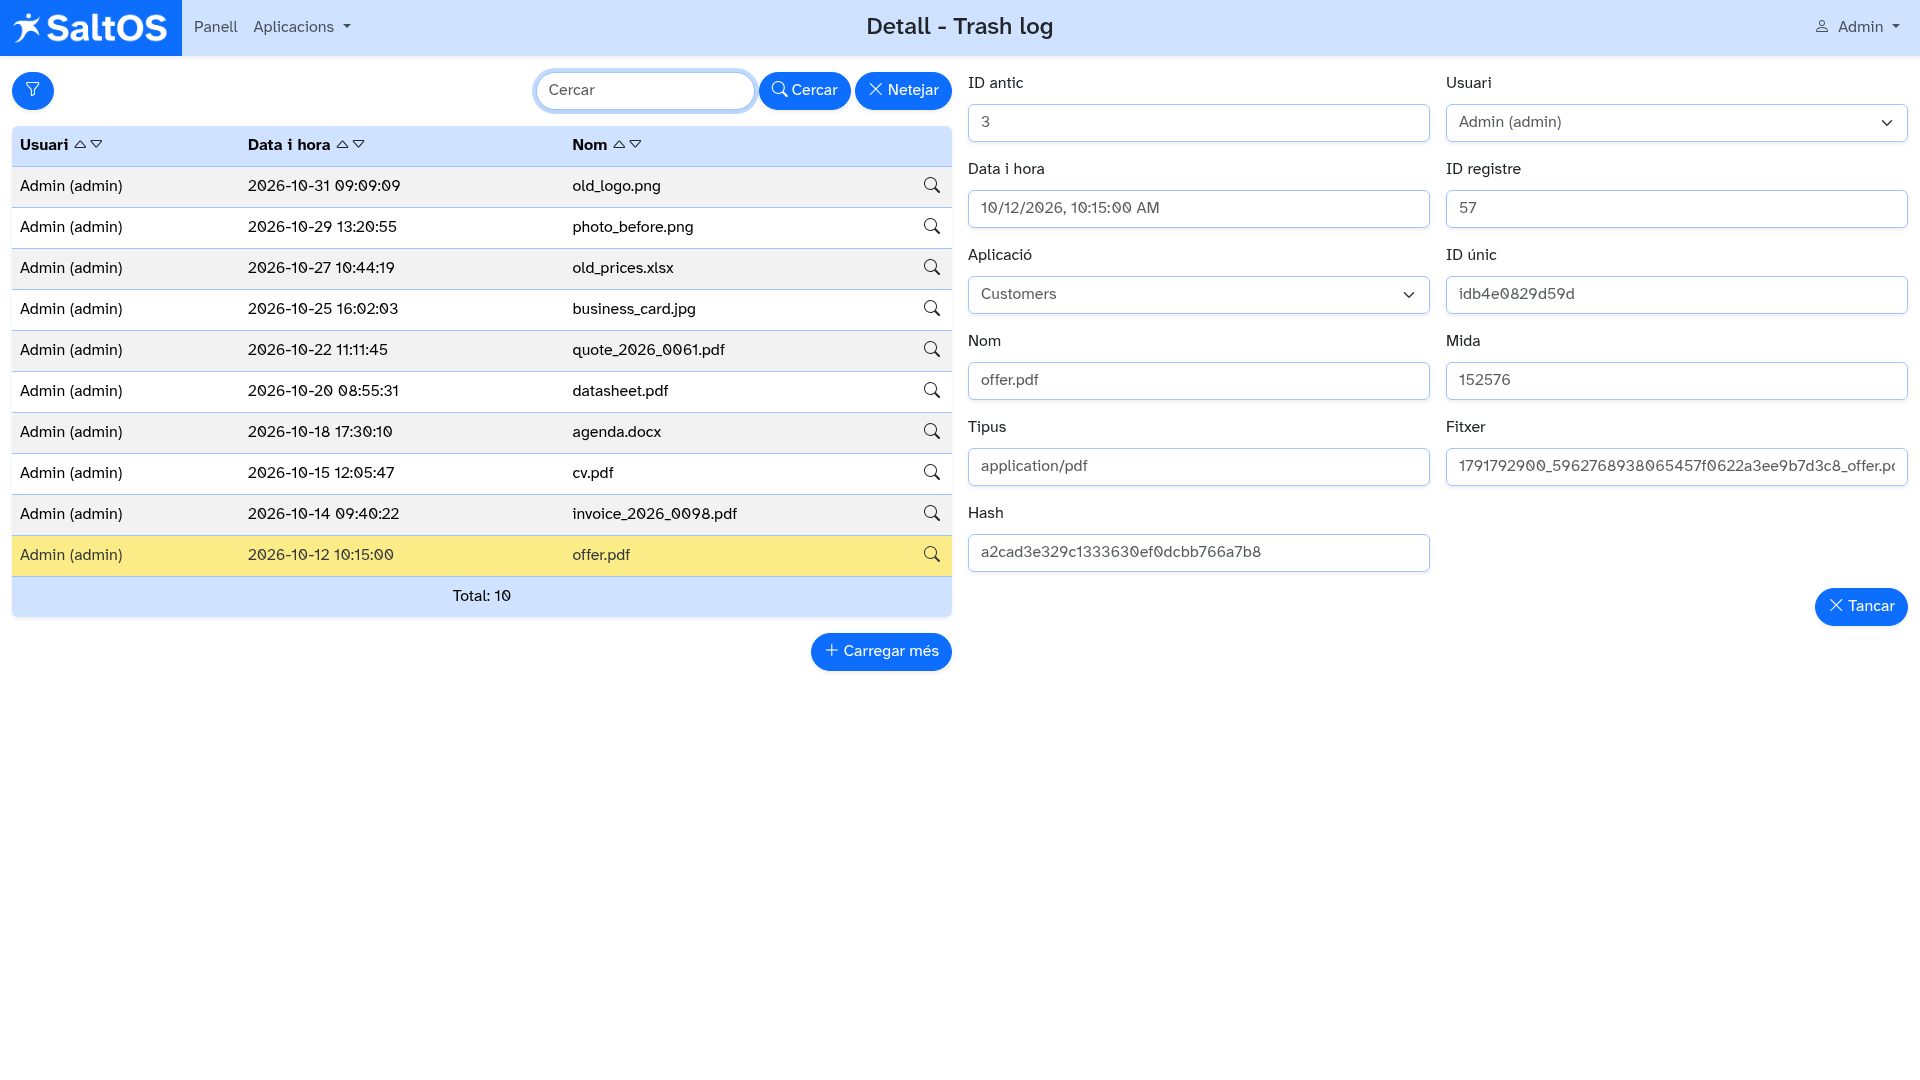 SaltOS
Panell
Aplicacions
Detall - Trash log
Admin
Cercar
Cercar
Netejar
Usuari
Data i hora
Nom
Admin (admin) 2026-10-31 09:09:09 old_logo.png
Admin (admin) 2026-10-29 13:20:55 photo_before.png
Admin (admin) 2026-10-27 10:44:19 old_prices.xlsx
Admin (admin) 2026-10-25 16:02:03 business_card.jpg
Admin (admin) 2026-10-22 11:11:45 quote_2026_0061.pdf
Admin (admin) 2026-10-20 08:55:31 datasheet.pdf
Admin (admin) 2026-10-18 17:30:10 agenda.docx
Admin (admin) 2026-10-15 12:05:47 cv.pdf
Admin (admin) 2026-10-14 09:40:22 invoice_2026_0098.pdf
Admin (admin) 2026-10-12 10:15:00 offer.pdf
Total: 10
Carregar més
ID antic
3
Usuari
Admin (admin)
Data i hora
10/12/2026, 10:15:00 AM
ID registre
57
Aplicació
Customers
ID únic
idb4e0829d59d
Nom
offer.pdf
Mida
152576
Tipus
application/pdf
Fitxer
1791792900_5962768938065457f0622a3ee9b7d3c8_offer.p
Hash
a2cad3e329c1333630ef0dcbb766a7b8
Tancar